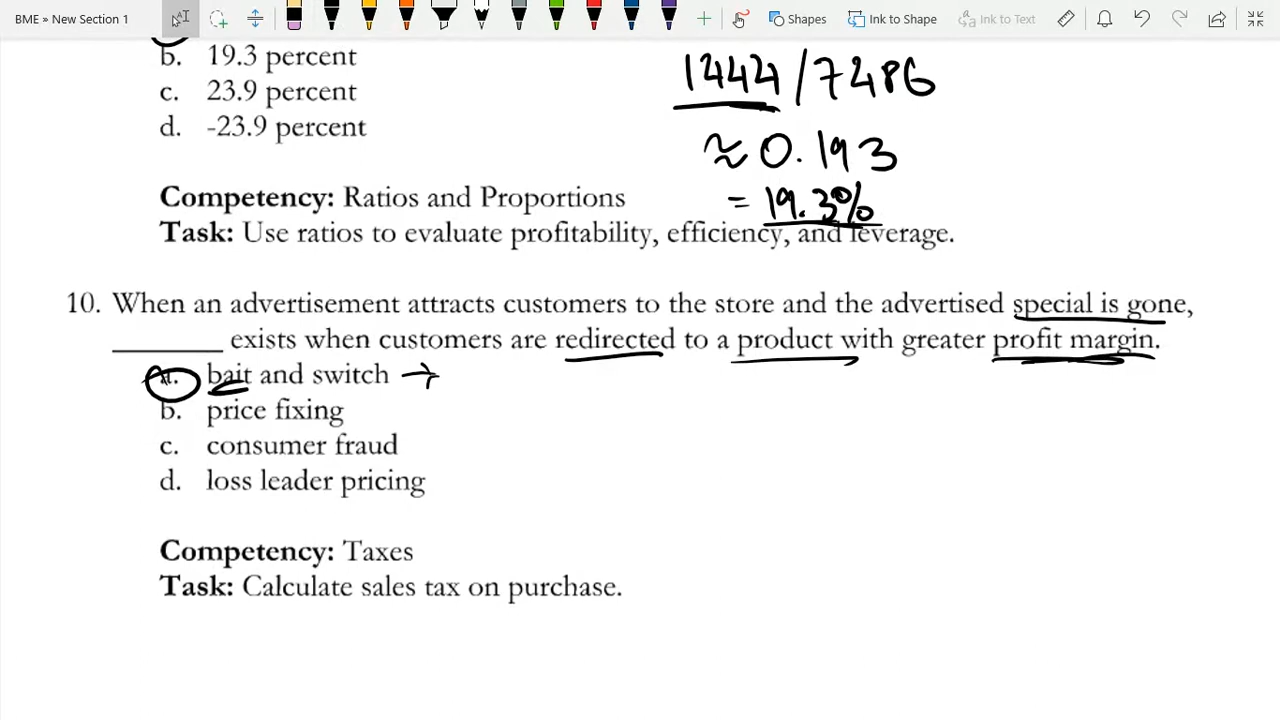 BME » New Section 1
Shapes
Ink to Shape
Ink to Text
b. 19.3 percent
1444/7486
c. 23.9 percent
d. -23.9 percent
≈ 0.193
Competency: Ratios and Proportions
= 19.3%
Task: Use ratios to evaluate profitability, efficiency, and leverage.
10. When an advertisement attracts customers to the store and the advertised special is gone,
________ exists when customers are redirected to a product with greater profit margin.
a. bait and switch →
b. price fixing
c. consumer fraud
d. loss leader pricing
Competency: Taxes
Task: Calculate sales tax on purchase.